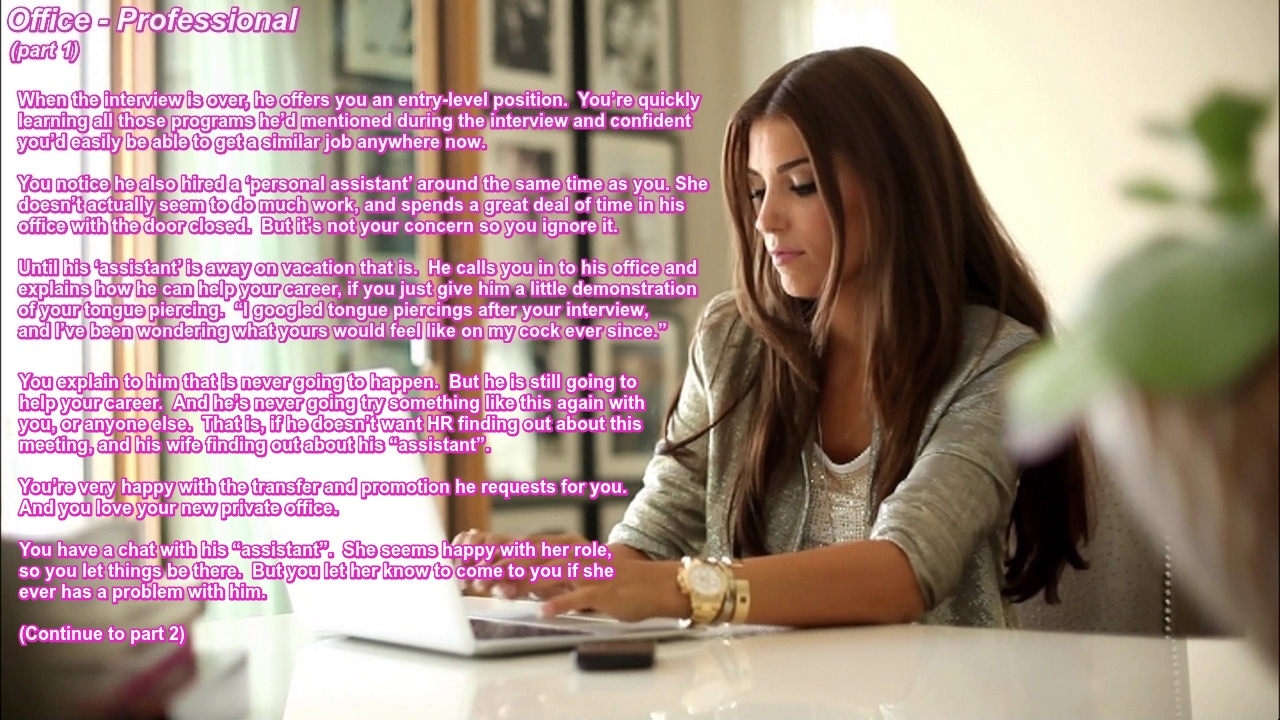 Office - Professional
(part 1)
When the interview is over, he offers you an entry-level position.  You're quickly
learning all those programs he'd mentioned during the interview and confident
you'd easily be able to get a similar job anywhere now.
You notice he also hired a 'personal assistant' around the same time as you. She
doesn't actually seem to do much work, and spends a great deal of time in his
office with the door closed.  But it's not your concern so you ignore it.
Until his 'assistant' is away on vacation that is.  He calls you in to his office and
explains how he can help your career, if you just give him a little demonstration
of your tongue piercing.  “I googled tongue piercings after your interview,
and I've been wondering what yours would feel like on my cock ever since.”
You explain to him that is never going to happen.  But he is still going to
help your career.  And he's never going try something like this again with
you, or anyone else.  That is, if he doesn't want HR finding out about this
meeting, and his wife finding out about his “assistant”.
You're very happy with the transfer and promotion he requests for you.
And you love your new private office.
You have a chat with his “assistant”.  She seems happy with her role,
so you let things be there.  But you let her know to come to you if she
ever has a problem with him.
(Continue to part 2)